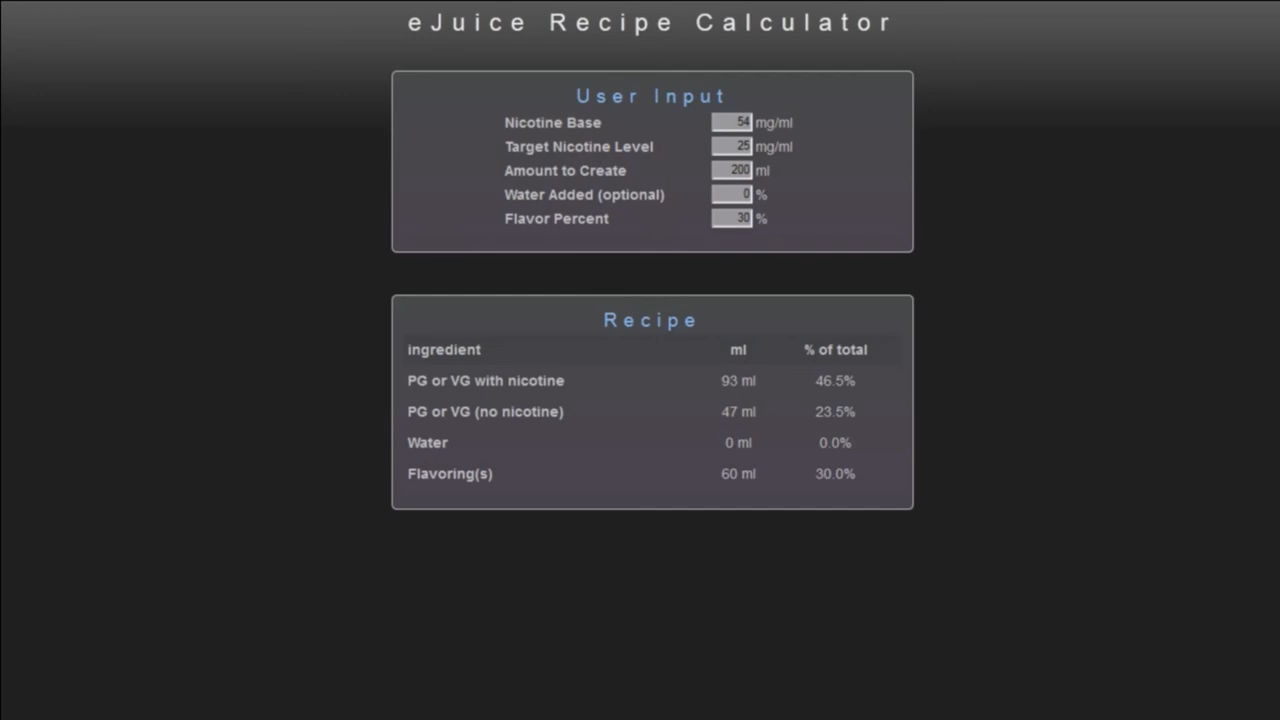 eJuice Recipe Calculator
User Input
Nicotine Base 54 mg/ml
Target Nicotine Level 25 mg/ml
Amount to Create 200 ml
Water Added (optional) 0 %
Flavor Percent 30 %
Recipe
ingredient ml % of total
PG or VG with nicotine 93 ml 46.5%
PG or VG (no nicotine) 47 ml 23.5%
Water 0 ml 0.0%
Flavoring(s) 60 ml 30.0%